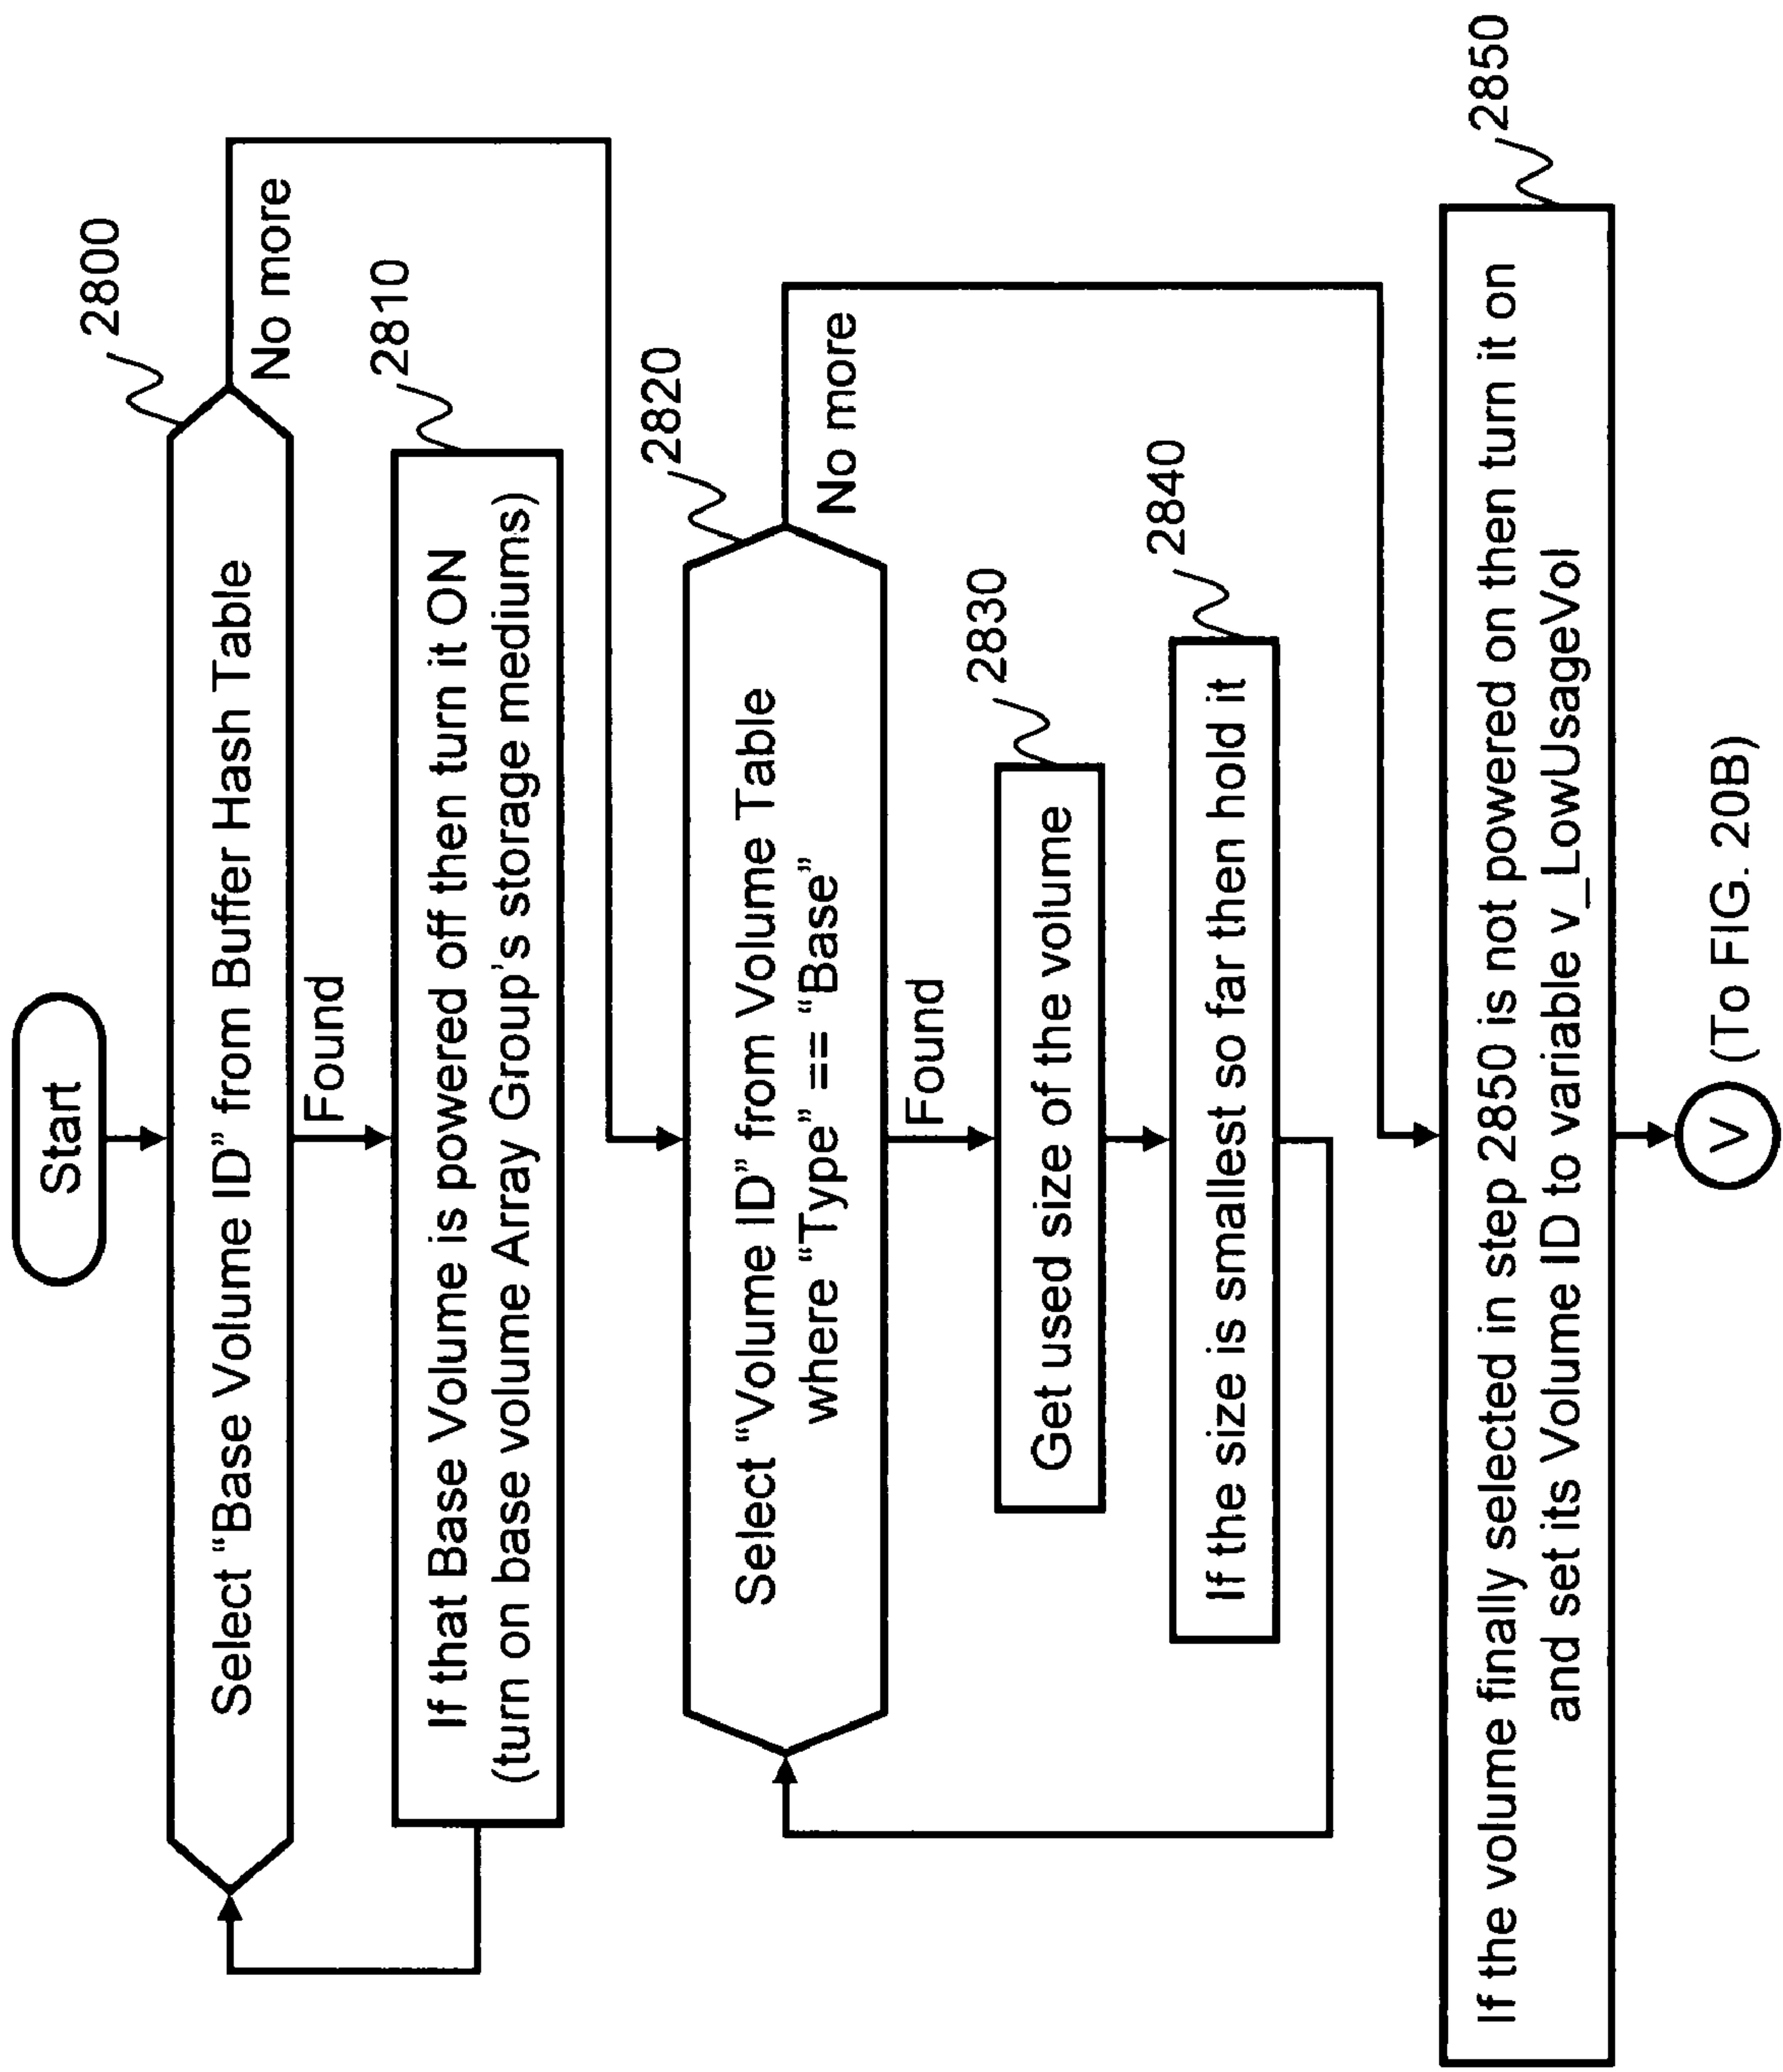 Start
2800
Select “Base Volume ID” from Buffer Hash Table
No more
Found
2810
If that Base Volume is powered off then turn it ON
(turn on base volume Array Group's storage mediums)
2820
Select “Volume ID” from Volume Table
where “Type” == “Base”
No more
Found
2830
Get used size of the volume
2840
If the size is smallest so far then hold it
2850
If the volume finally selected in step 2850 is not powered on then turn it on
and set its Volume ID to variable v_LowUsageVol
V (To FIG. 20B)